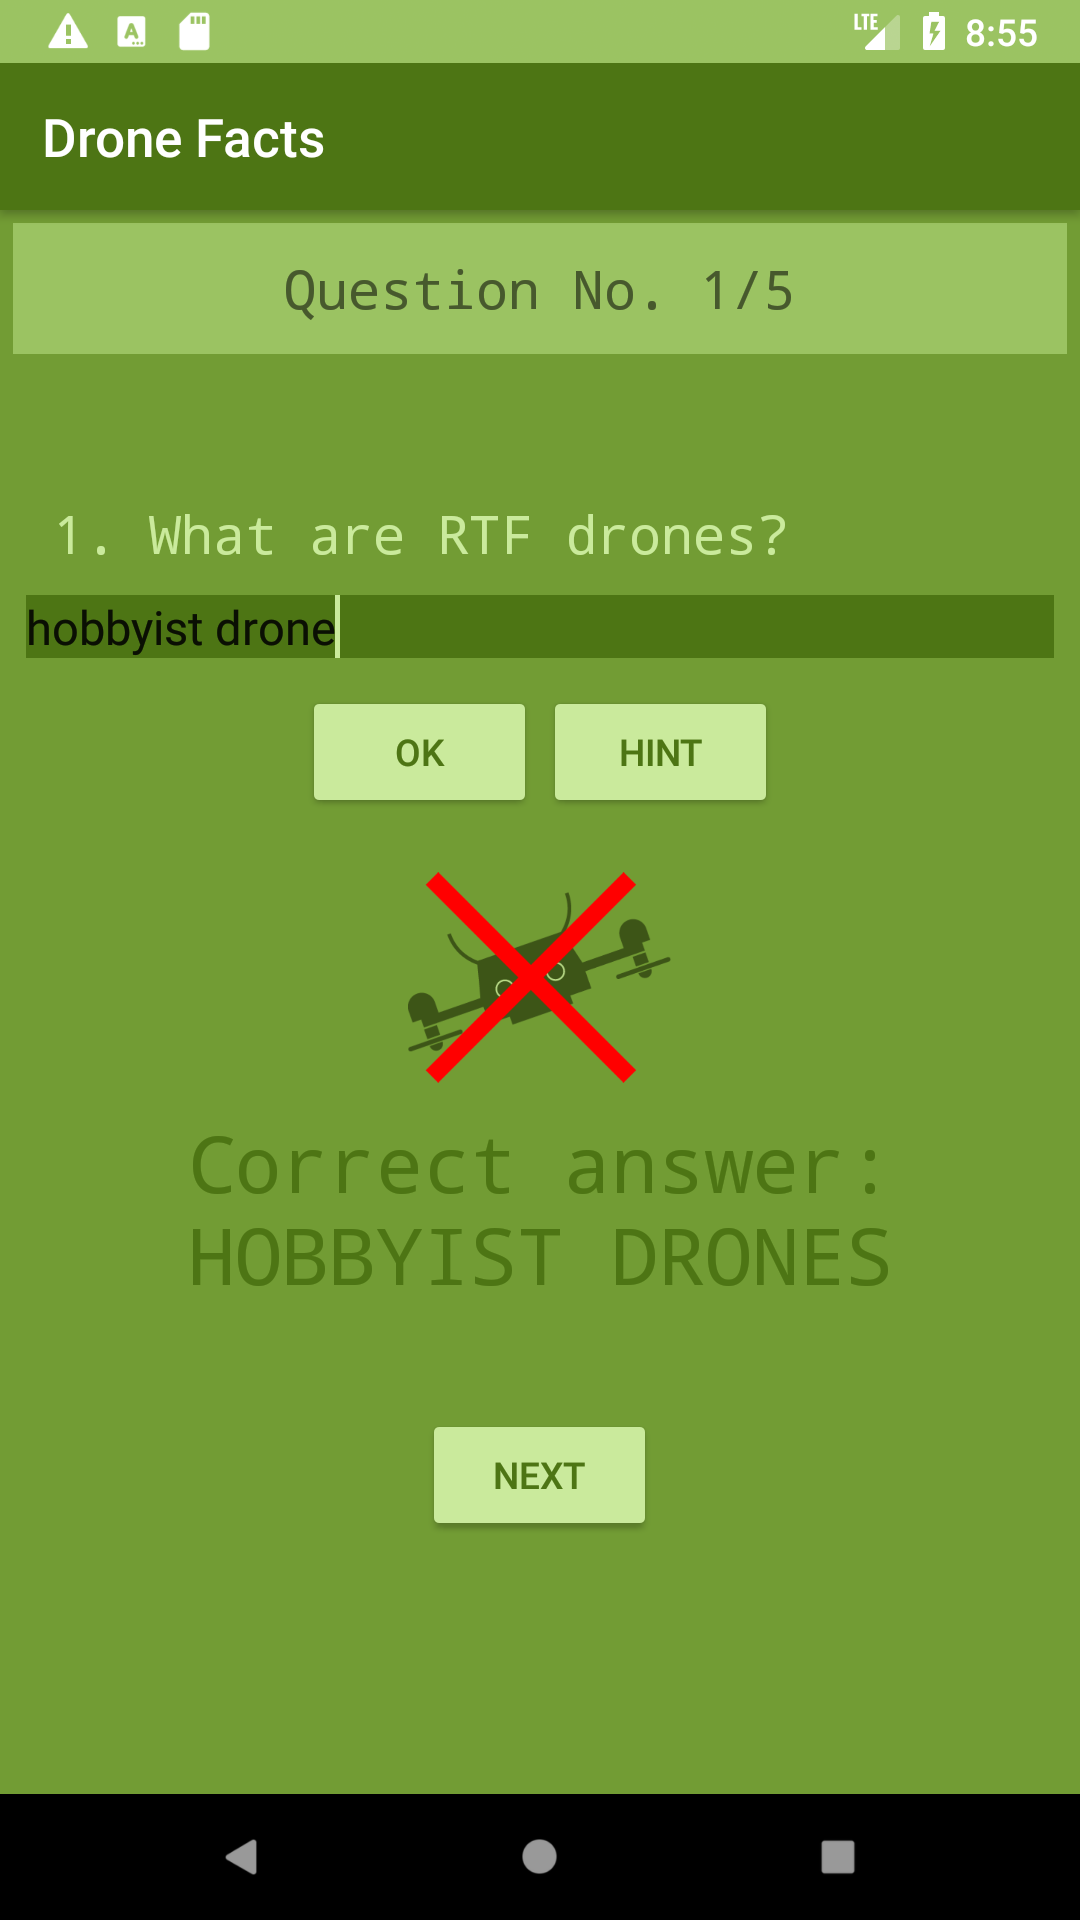 LTE 8:55
Drone Facts
Question No. 1/5
1. What are RTF drones?
hobbyist drone
OK HINT
Correct answer:
HOBBYIST DRONES
NEXT